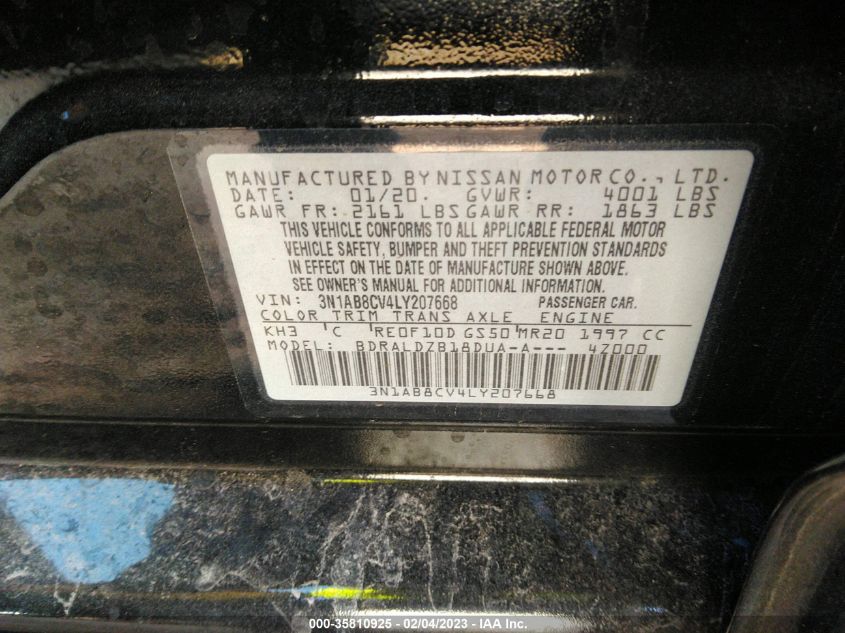 MANUFACTURED BY NISSAN MOTOR CO., LTD.
DATE: 01/20. GVWR: 4001 LBS
GAWR FR: 2161 LBS GAWR RR: 1863 LBS
THIS VEHICLE CONFORMS TO ALL APPLICABLE FEDERAL MOTOR
VEHICLE SAFETY, BUMPER AND THEFT PREVENTION STANDARDS
IN EFFECT ON THE DATE OF MANUFACTURE SHOWN ABOVE.
SEE OWNER'S MANUAL FOR ADDITIONAL INFORMATION.
VIN: 3N1AB8CV4LY207668 PASSENGER CAR.
COLOR TRIM TRANS AXLE ENGINE
KH3 C RE0F10D GS50 MR20 1997 CC
MODEL: BDRALDZB18DUA-A--- 4Z000
3N1AB8CV4LY207668
000-35810925 - 02/04/2023 - IAA Inc.